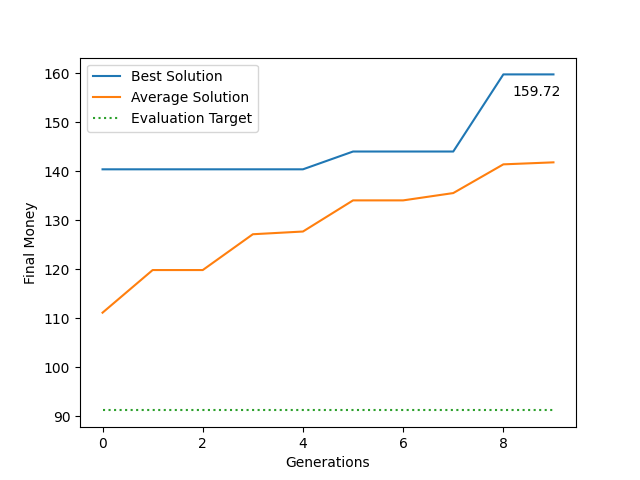 Best Solution
Average Solution
Evaluation Target
159.72
160
150
140
130
120
110
100
90
Final Money
0 2 4 6 8
Generations